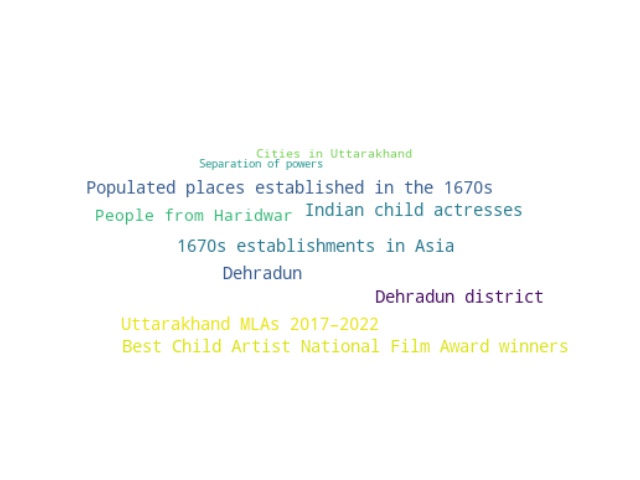 Cities in Uttarakhand
Separation of powers
Populated places established in the 1670s
Indian child actresses
People from Haridwar
1670s establishments in Asia
Dehradun
Dehradun district
Uttarakhand MLAs 2017–2022
Best Child Artist National Film Award winners